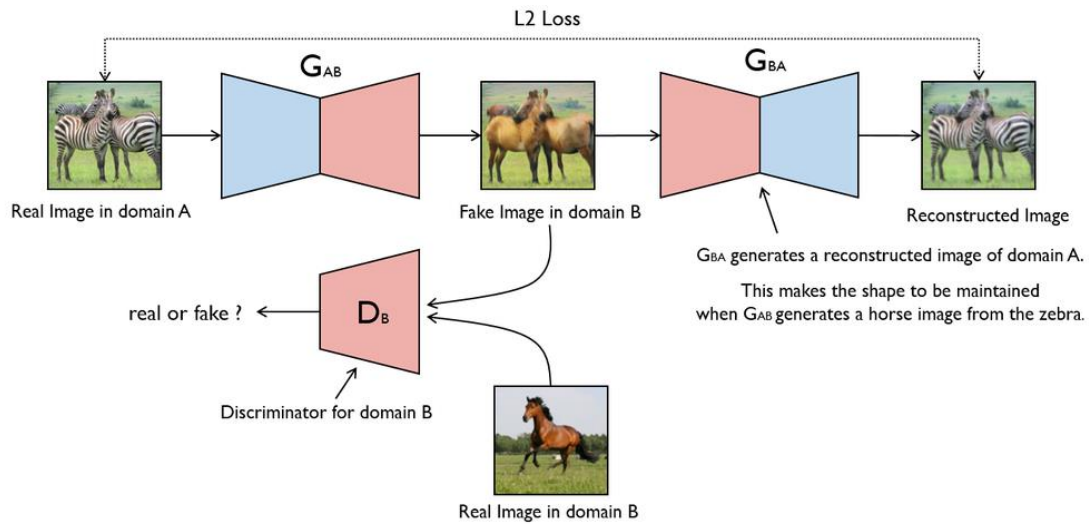 L2 Loss
GAB
GBA
Real Image in domain A
Fake Image in domain B
Reconstructed Image
GBA generates a reconstructed image of domain A.
This makes the shape to be maintained
when GAB generates a horse image from the zebra.
real or fake ?
DB
Discriminator for domain B
Real Image in domain B